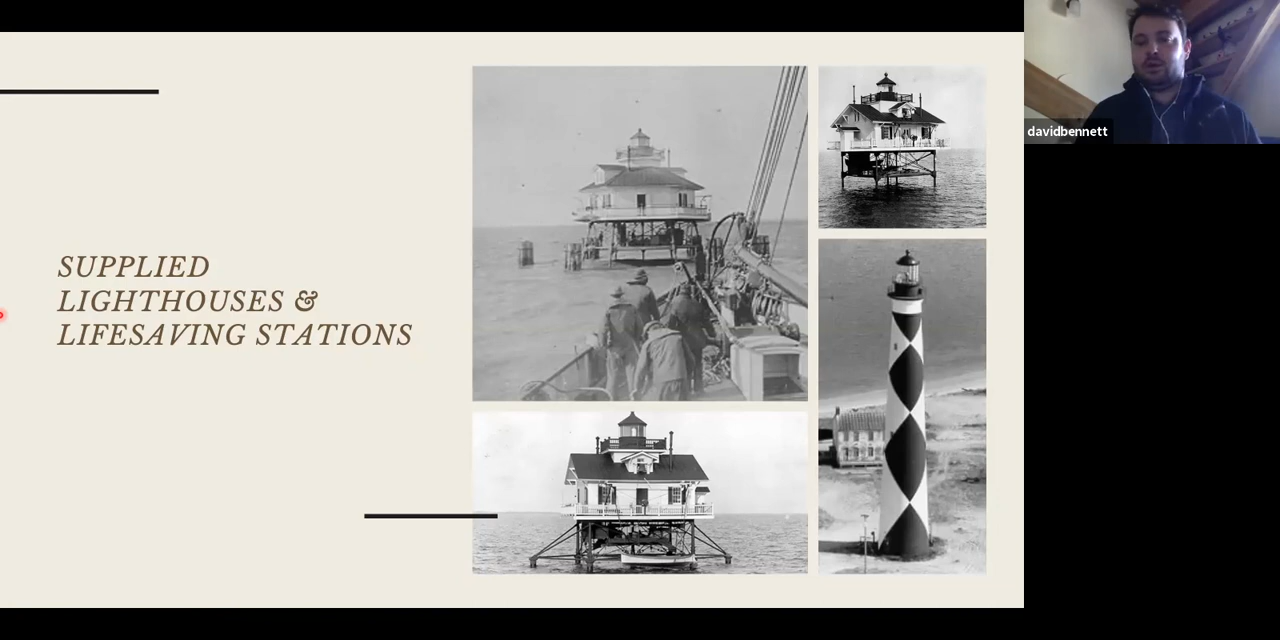 SUPPLIED
LIGHTHOUSES &
LIFESAVING STATIONS
davidbennett